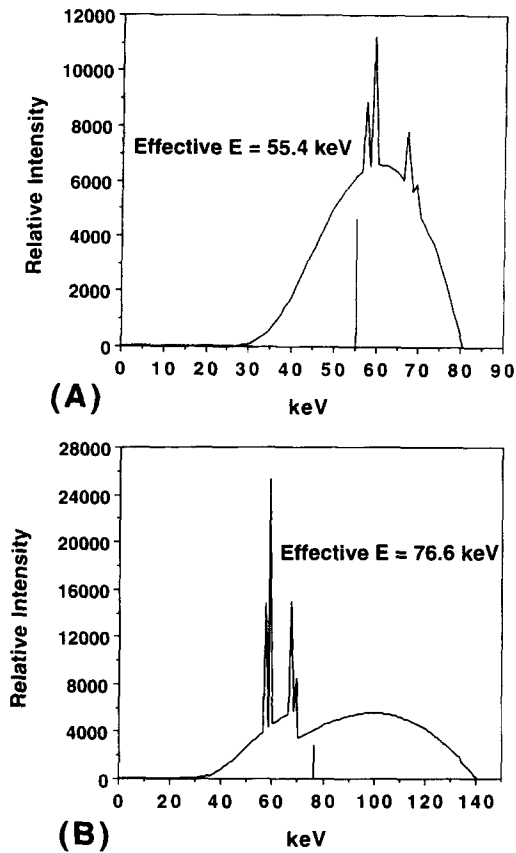 12000
10000
8000
6000
4000
2000
0
Relative Intensity
Effective E = 55.4 keV
0 10 20 30 40 50 60 70 80 90
(A)
keV
28000
24000
20000
16000
12000
8000
4000
0
Relative Intensity
Effective E = 76.6 keV
0 20 40 60 80 100 120 140
(B)
keV